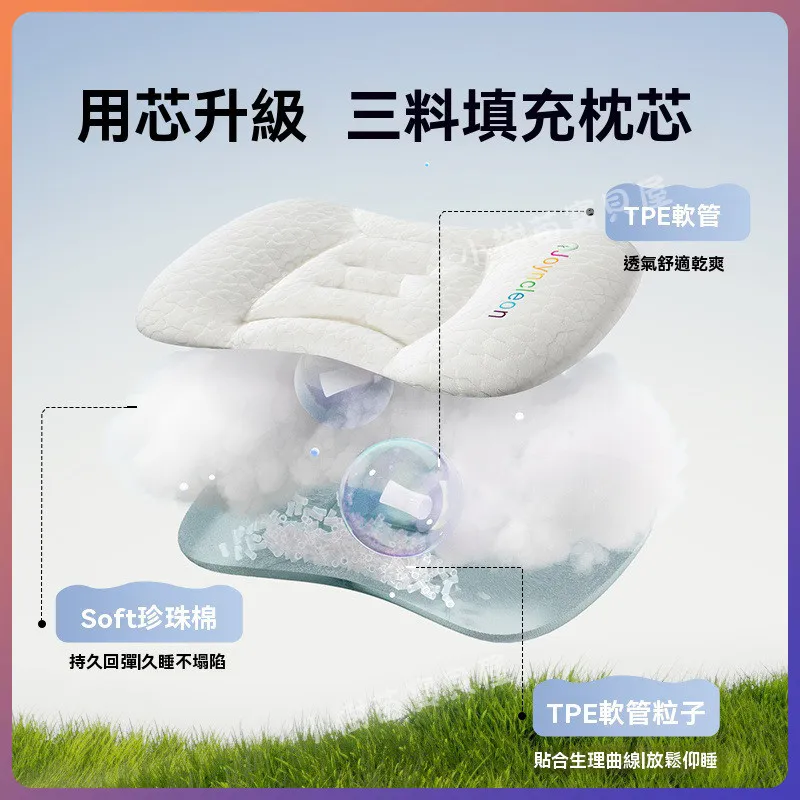 用芯升級 三料填充枕芯
TPE軟管
透氣舒適乾爽
Joynclean
Soft珍珠棉
持久回彈|久睡不塌陷
TPE軟管粒子
貼合生理曲線|放鬆仰睡